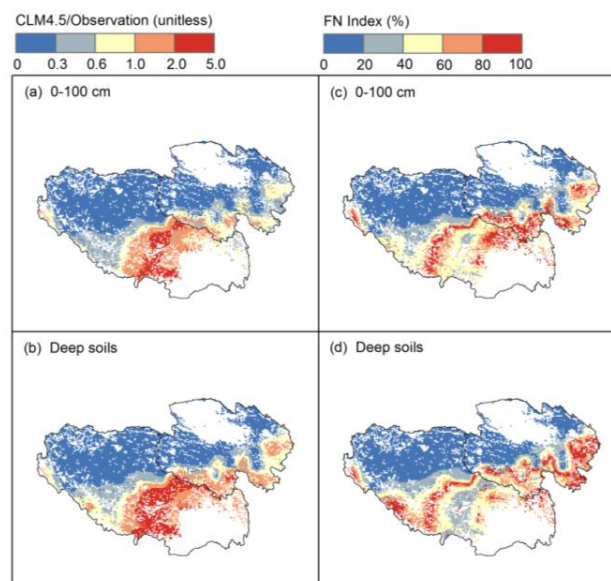 CLM4.5/Observation (unitless)
0 0.3 0.6 1.0 2.0 5.0
FN Index (%)
0 20 40 60 80 100
(a) 0-100 cm
(c) 0-100 cm
(b) Deep soils
(d) Deep soils